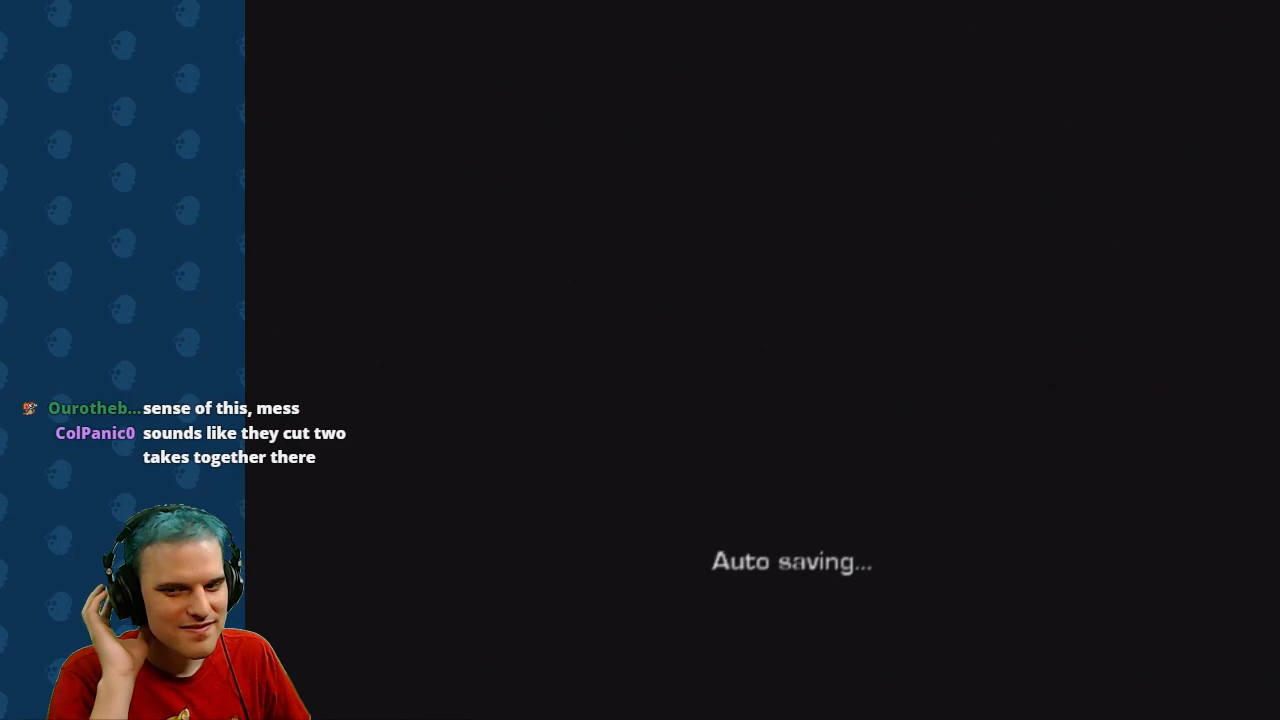 Ourotheb... sense of this, mess
ColPanic0 sounds like they cut two
takes together there
Auto saving...